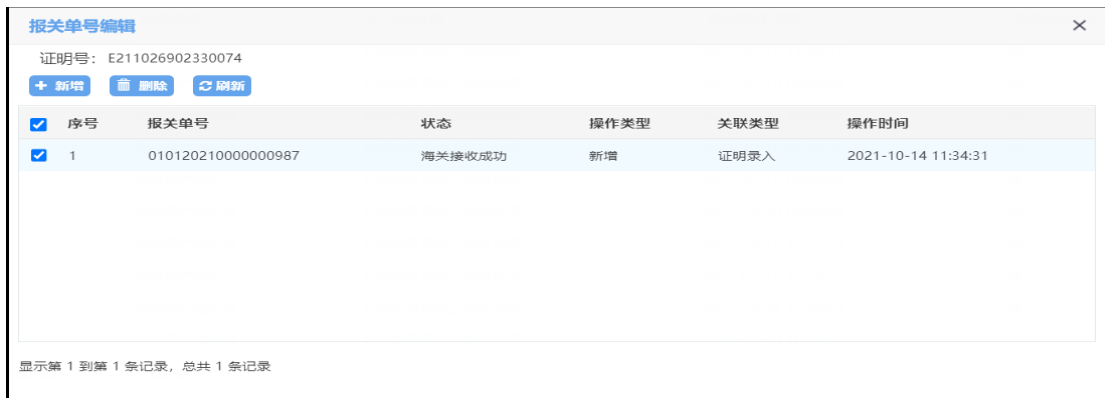 报关单号编辑
证明号: E211026902330074
新增 删除 刷新
序号 报关单号 状态 操作类型 关联类型 操作时间
1 010120210000000987 海关接收成功 新增 证明录入 2021-10-14 11:34:31
显示第 1 到第 1 条记录, 总共 1 条记录